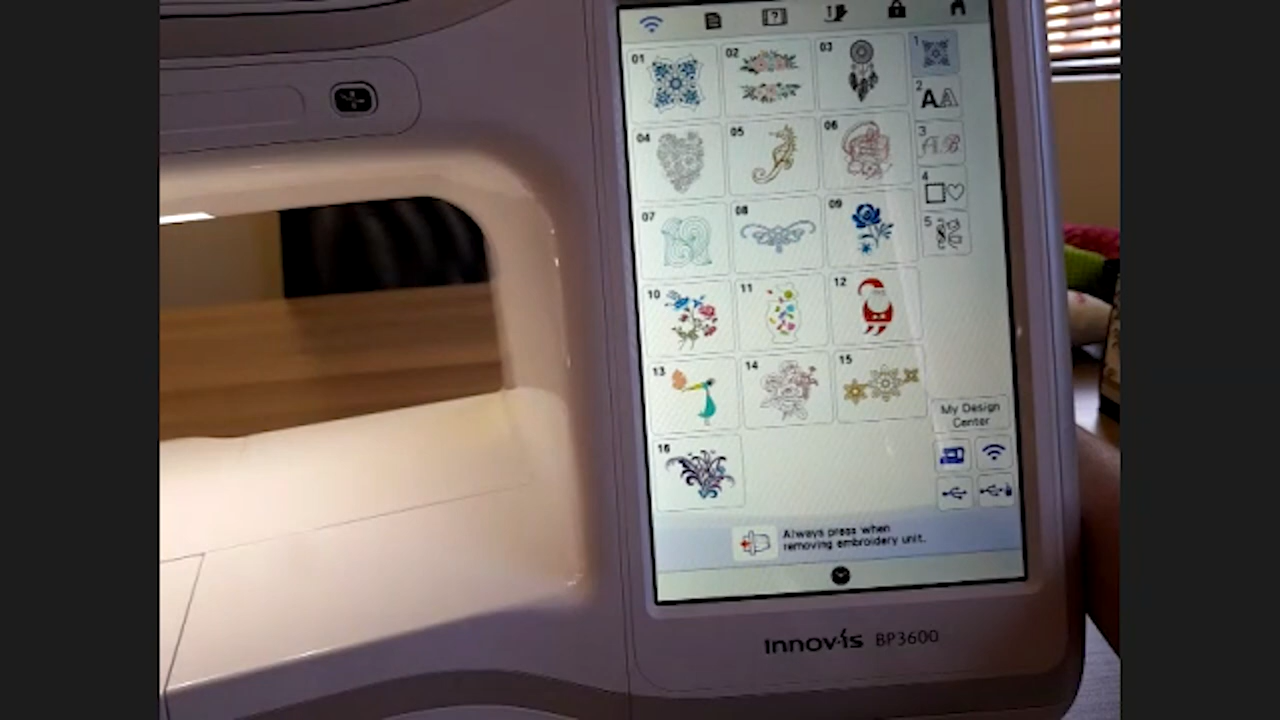 01 02 03 1
2 AA
04 05 06 3 AB
4
07 08 09 5
10 11 12
13 14 15
My Design
Center
16
Always press when
removing embroidery unit.
Innov-is BP3600